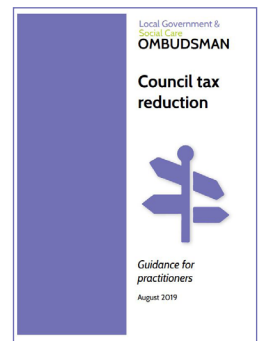 Local Government &
Social Care
OMBUDSMAN
Council tax
reduction
Guidance for
practitioners
August 2019